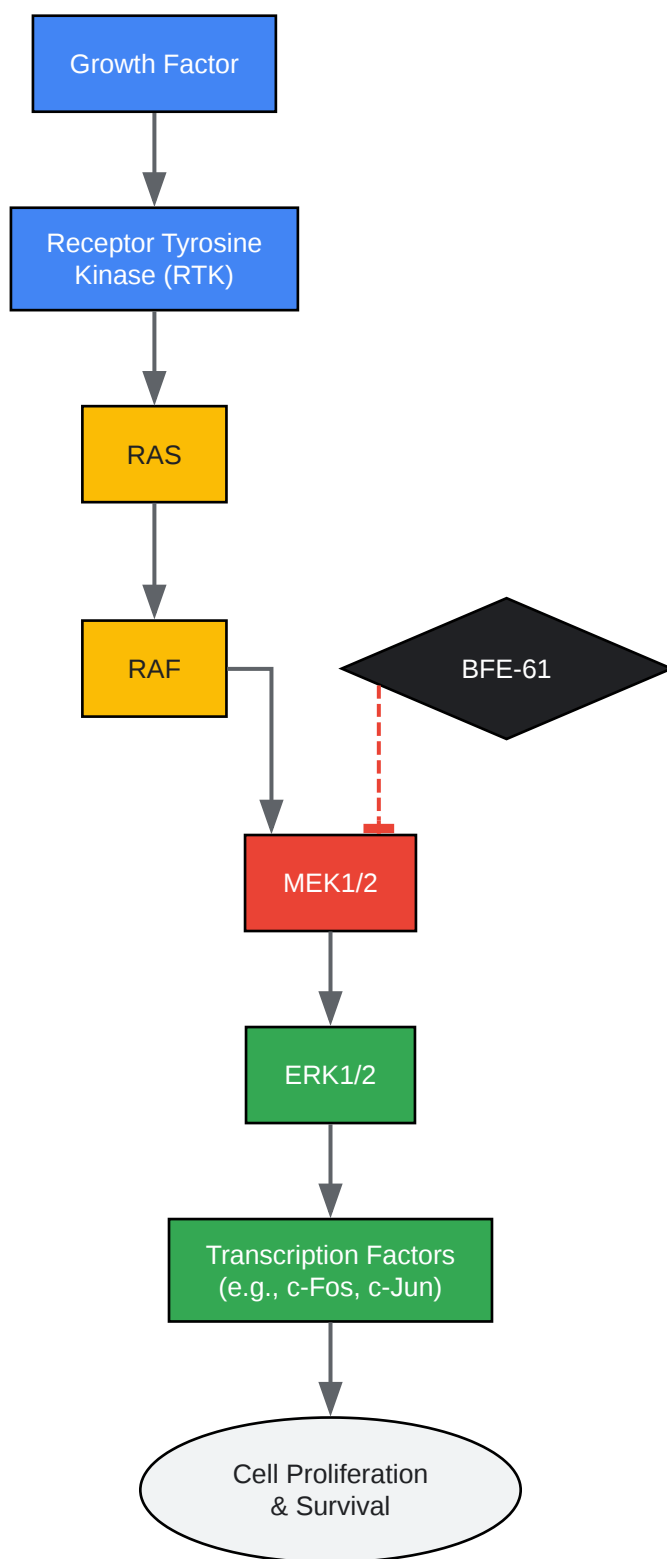 Growth Factor
Receptor Tyrosine
Kinase (RTK)
RAS
RAF
BFE-61
MEK1/2
ERK1/2
Transcription Factors
(e.g., c-Fos, c-Jun)
Cell Proliferation
& Survival